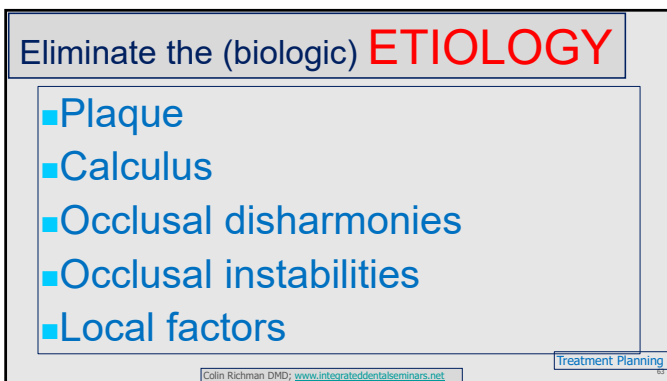 Eliminate the (biologic) ETIOLOGY
Plaque
Calculus
Occlusal disharmonies
Occlusal instabilities
Local factors
Treatment Planning
63
Colin Richman DMD; www.integrateddentalseminars.net